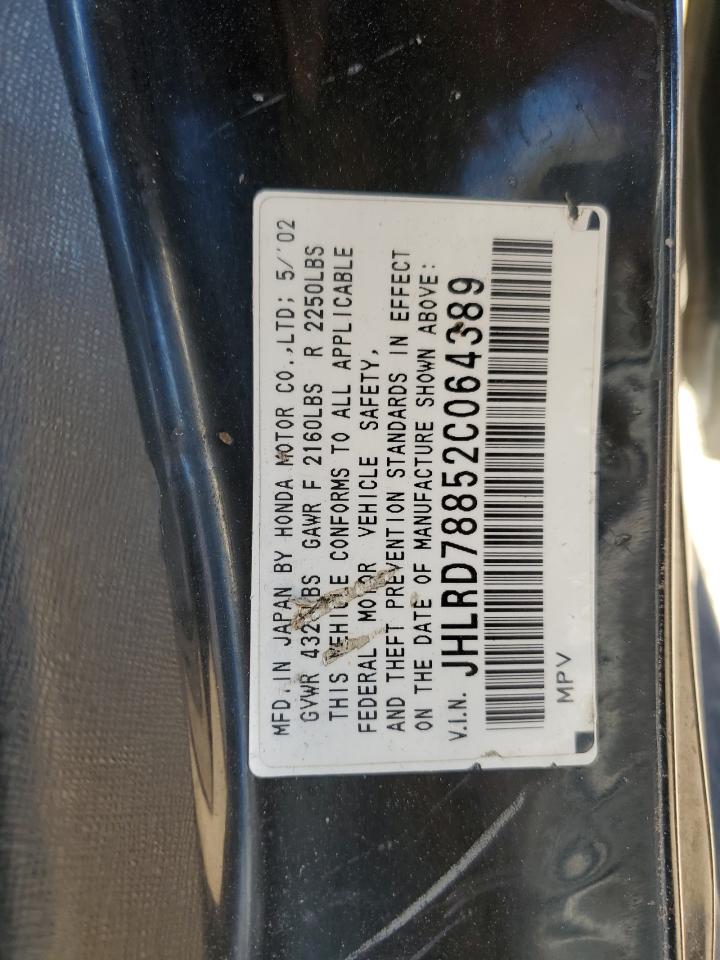 MFD. IN JAPAN BY HONDA MOTOR CO.,LTD; 5/'02
GVWR GAWR F 2160LBS R 2250LBS
THIS VEHICLE CONFORMS TO ALL APPLICABLE
FEDERAL MOTOR VEHICLE SAFETY,
AND THEFT PREVENTION STANDARDS IN EFFECT
ON THE DATE OF MANUFACTURE SHOWN ABOVE:
V.I.N. JHLRD78852C064389
MPV